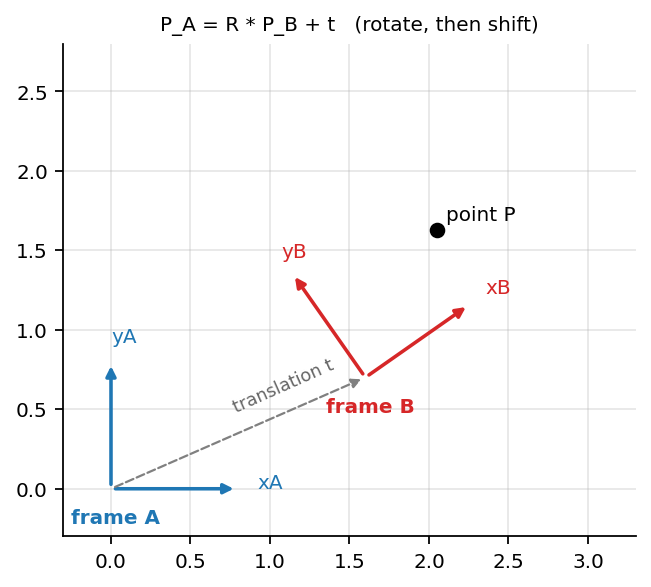 P_A = R * P_B + t   (rotate, then shift)
2.5
2.0
1.5
1.0
0.5
0.0
point P
yB
xB
yA
translation t
frame B
xA
frame A
0.0
0.5
1.0
1.5
2.0
2.5
3.0